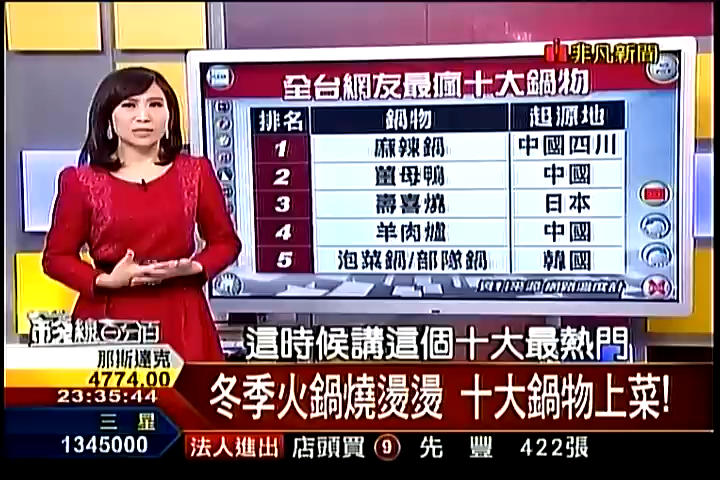 非凡新聞
全台網友最瘋十大鍋物
排名 鍋物 起源地
1 麻辣鍋 中國四川
2 薑母鴨 中國
3 壽喜燒 日本
4 羊肉爐 中國
5 泡菜鍋/部隊鍋 韓國
這時候講這個十大最熱門
那斯達克
4774.00
23:35:44
冬季火鍋燒燙燙 十大鍋物上菜!
三星
1345000
法人進出 店頭買 9 先豐 422張